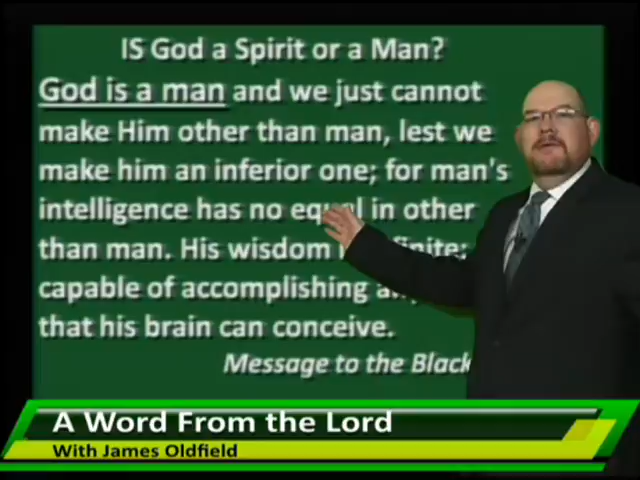 IS God a Spirit or a Man?
God is a man and we just cannot
make Him other than man, lest we
make him an inferior one; for man's
intelligence has no equal in other
than man. His wisdom
capable of accomplishing
that his brain can conceive.
Message to the Black
A Word From the Lord
With James Oldfield